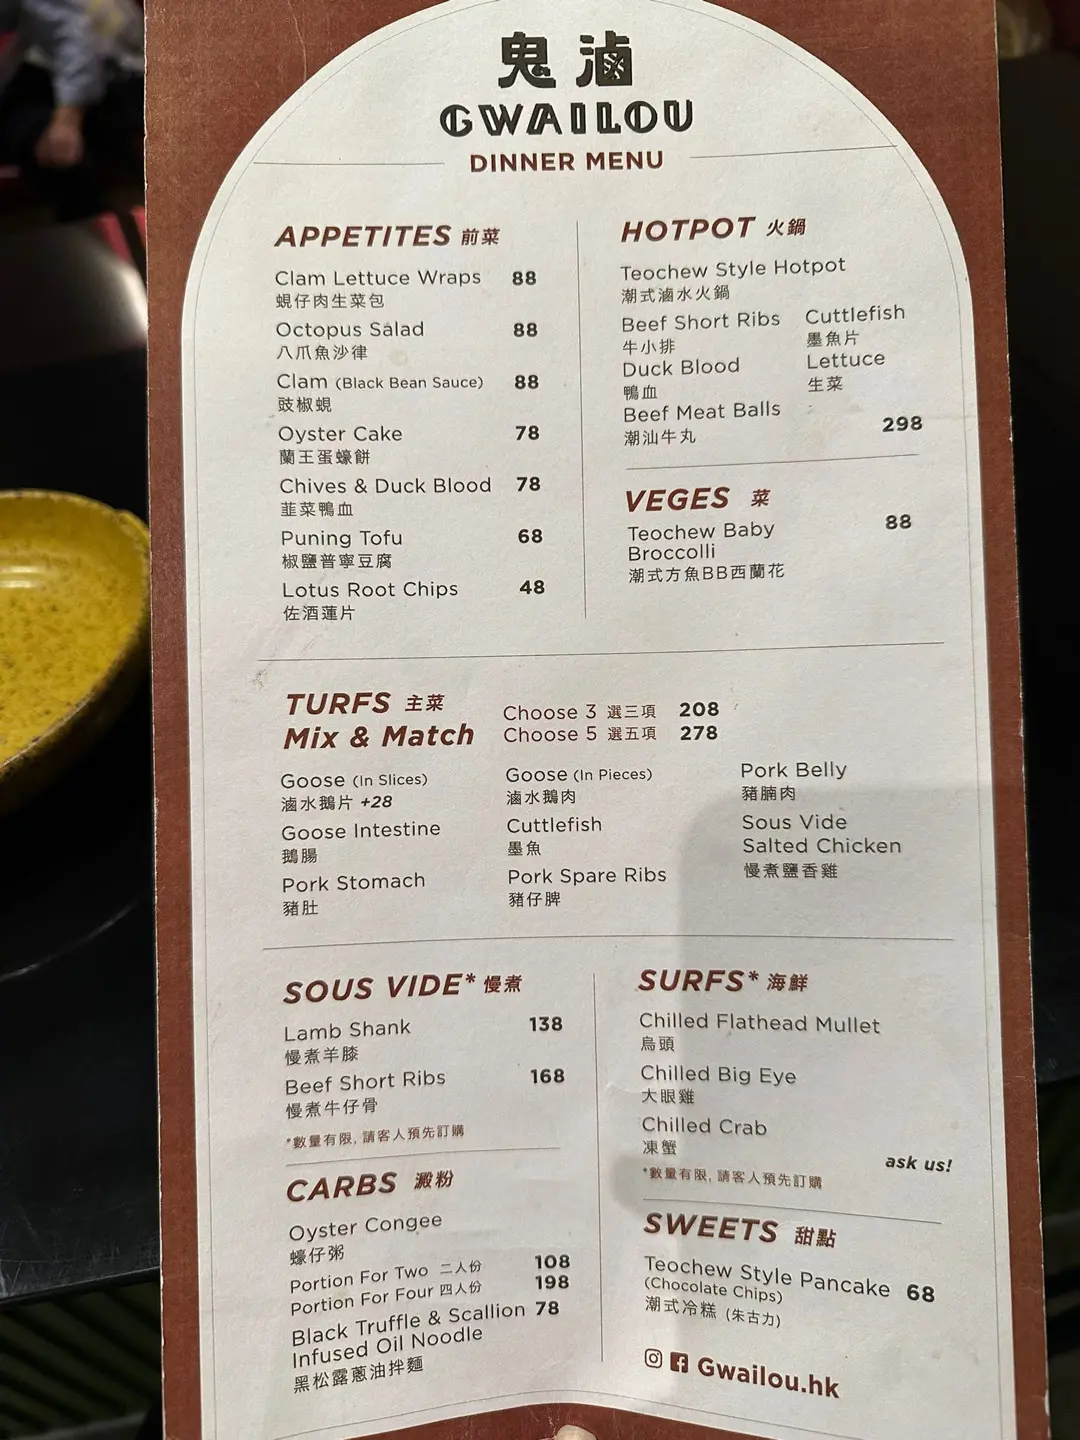 鬼滷
GWAILOU
DINNER MENU
APPETITES 前菜
Clam Lettuce Wraps 88
蜆仔肉生菜包
Octopus Salad 88
八爪魚沙律
Clam (Black Bean Sauce) 88
豉椒蜆
Oyster Cake 78
蘭王蛋蠔餅
Chives & Duck Blood 78
韮菜鴨血
Puning Tofu 68
椒鹽普寧豆腐
Lotus Root Chips 48
佐酒蓮片
HOTPOT 火鍋
Teochew Style Hotpot
潮式滷水火鍋
Beef Short Ribs Cuttlefish
牛小排 墨魚片
Duck Blood Lettuce
鴨血 生菜
Beef Meat Balls
潮汕牛丸 298
VEGES 菜
Teochew Baby 88
Broccolli
潮式方魚BB西蘭花
TURFS 主菜
Mix & Match
Choose 3 選三項 208
Choose 5 選五項 278
Goose (In Slices)
滷水鵝片 +28
Goose Intestine
鵝腸
Pork Stomach
豬肚
Goose (In Pieces)
滷水鵝肉
Cuttlefish
墨魚
Pork Spare Ribs
豬仔脾
Pork Belly
豬腩肉
Sous Vide
Salted Chicken
慢煮鹽香雞
SOUS VIDE* 慢煮
Lamb Shank 138
慢煮羊膝
Beef Short Ribs 168
慢煮牛仔骨
*數量有限, 請客人預先訂購
CARBS 澱粉
Oyster Congee
蠔仔粥
Portion For Two 二人份 108
Portion For Four 四人份 198
Black Truffle & Scallion 78
Infused Oil Noodle
黑松露蔥油拌麵
SURFS* 海鮮
Chilled Flathead Mullet
烏頭
Chilled Big Eye
大眼雞
Chilled Crab
凍蟹
ask us!
*數量有限, 請客人預先訂購
SWEETS 甜點
Teochew Style Pancake 68
(Chocolate Chips)
潮式冷糕 (朱古力)
Gwailou.hk